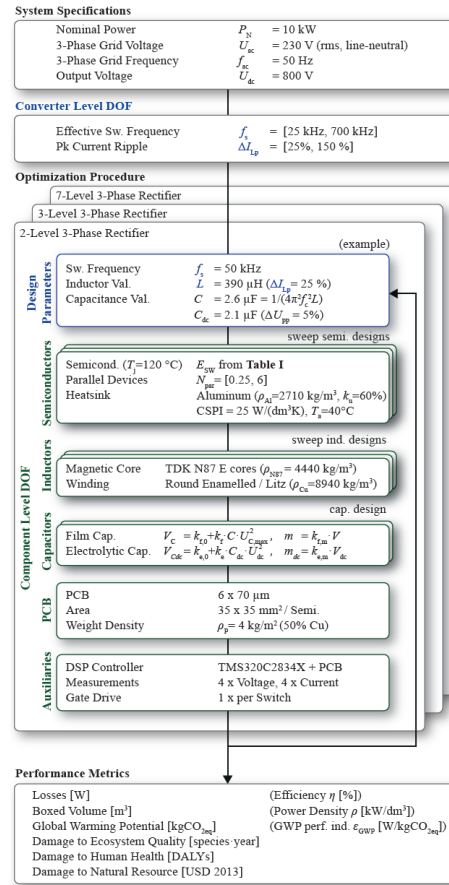 System Specifications
Nominal Power P_N = 10 kW
3-Phase Grid Voltage U_ac = 230 V (rms, line-neutral)
3-Phase Grid Frequency f_ac = 50 Hz
Output Voltage U_dc = 800 V
Converter Level DOF
Effective Sw. Frequency f_s = [25 kHz, 700 kHz]
Pk Current Ripple ΔI_Lp = [25%, 150 %]
Optimization Procedure
7-Level 3-Phase Rectifier
3-Level 3-Phase Rectifier
2-Level 3-Phase Rectifier
(example)
Design Parameters
Sw. Frequency f_s = 50 kHz
Inductor Val. L = 390 µH (ΔI_Lp = 25 %)
Capacitance Val. C = 2.6 µF = 1/(4π²f_c²L)
C_dc = 2.1 µF (ΔU_pp = 5%)
sweep semi. designs
Component Level DOF
Semiconductors
Semicond. (T_j=120 °C) E_SW from Table I
Parallel Devices N_par = [0.25, 6]
Heatsink Aluminum (ρ_Al=2710 kg/m³, k_u=60%)
CSPI = 25 W/(dm³K), T_a=40°C
sweep ind. designs
Inductors
Magnetic Core TDK N87 E cores (ρ_N87 = 4440 kg/m³)
Winding Round Enamelled / Litz (ρ_Cu=8940 kg/m³)
cap. design
Capacitors
Film Cap. V_C = k_f,0+k_f·C·U²_C,max, m = k_f,m·V
Electrolytic Cap. V_Cdc = k_e,0+k_e·C_dc·U²_dc, m_dc = k_e,m·V_dc
PCB
PCB 6 x 70 µm
Area 35 x 35 mm² / Semi.
Weight Density ρ_p = 4 kg/m² (50% Cu)
Auxiliaries
DSP Controller TMS320C2834X + PCB
Measurements 4 x Voltage, 4 x Current
Gate Drive 1 x per Switch
Performance Metrics
Losses [W] (Efficiency η [%])
Boxed Volume [m³] (Power Density ρ [kW/dm³])
Global Warming Potential [kgCO_2eq] (GWP perf. ind. ε_GWP [W/kgCO_2eq])
Damage to Ecosystem Quality [species·year]
Damage to Human Health [DALYs]
Damage to Natural Resource [USD 2013]